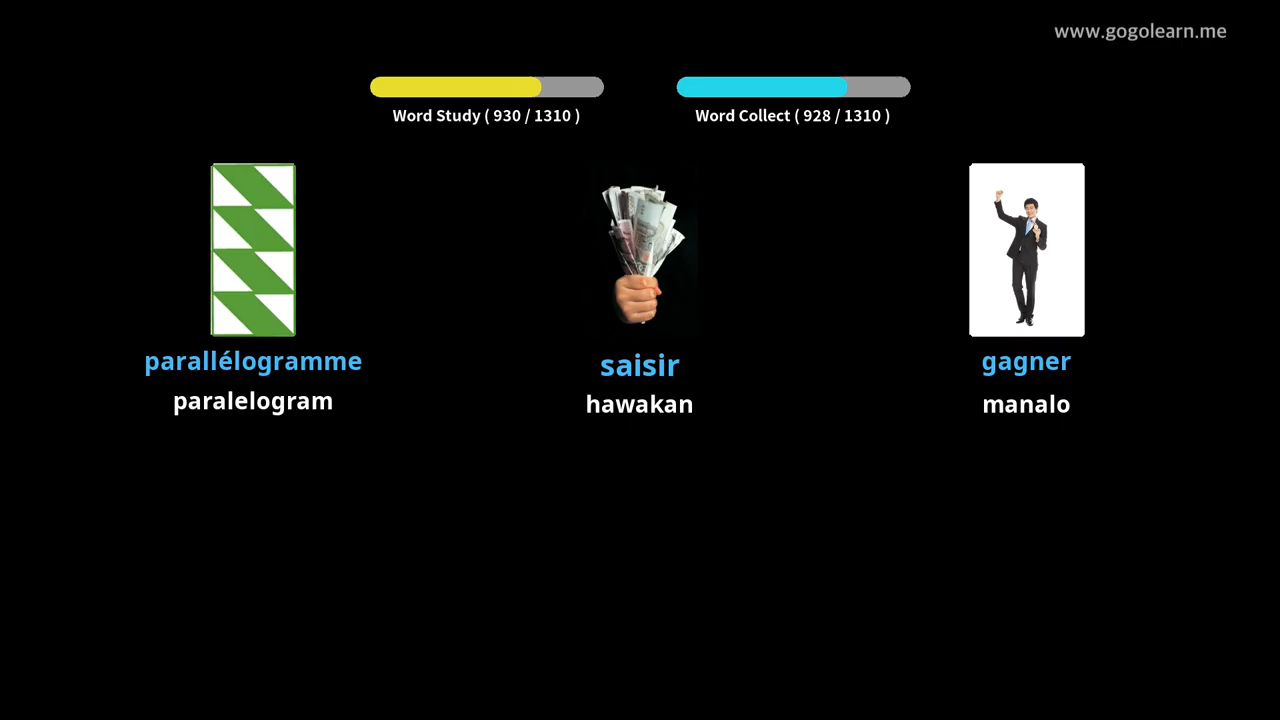 www.gogolearn.me
Word Study ( 930 / 1310 )
Word Collect ( 928 / 1310 )
parallélogramme
paralelogram
saisir
hawakan
gagner
manalo